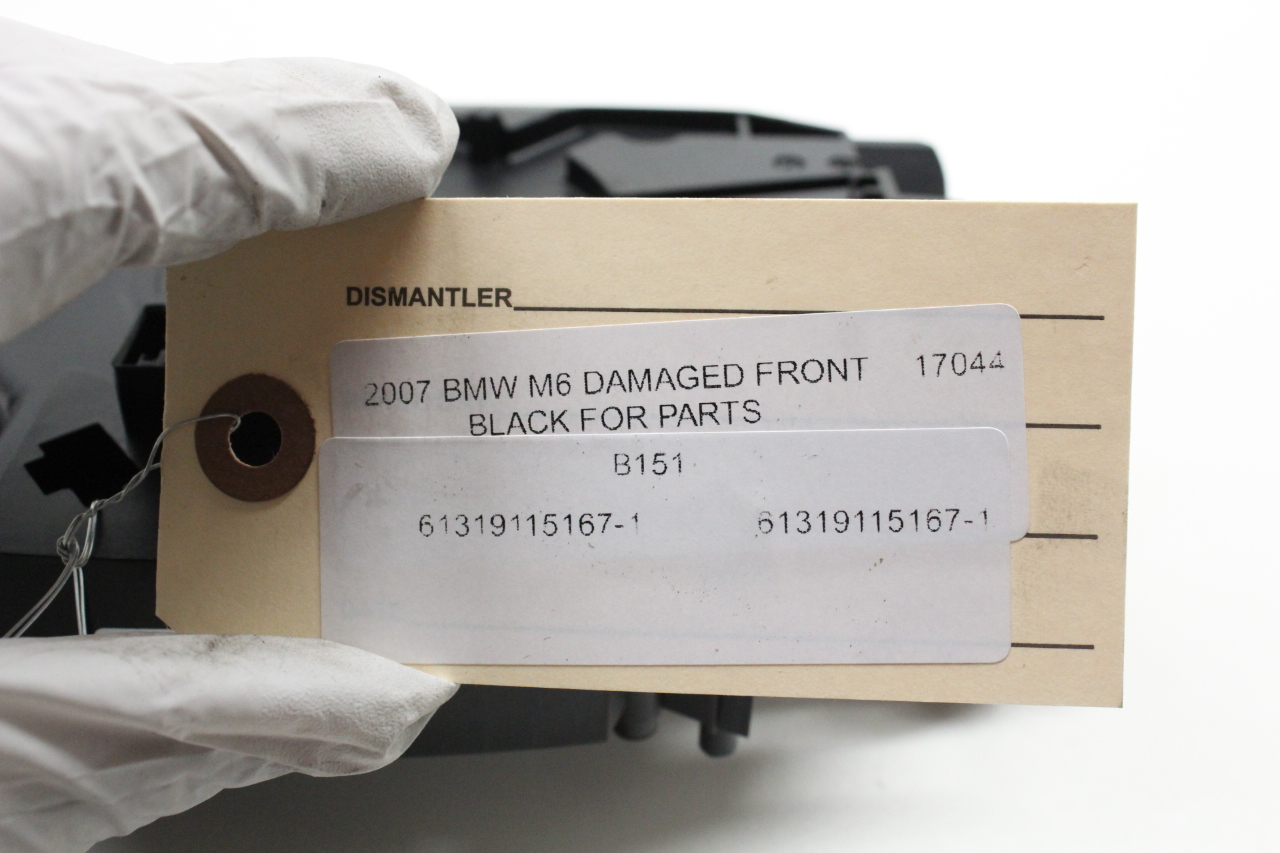 DISMANTLER
2007 BMW M6 DAMAGED FRONT 17044
BLACK FOR PARTS
B151
61319115167-1 61319115167-1